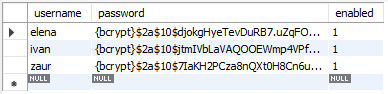 username password enabled
elena {bcrypt}$2a$10$djokgHyeTevDuRB7.uZqFO... 1
ivan {bcrypt}$2a$10$jtmIVbLaVAQOOEWmp4VPf... 1
zaur {bcrypt}$2a$10$7IaKH2PCza8nQXt0H8Cn6u... 1
NULL NULL NULL